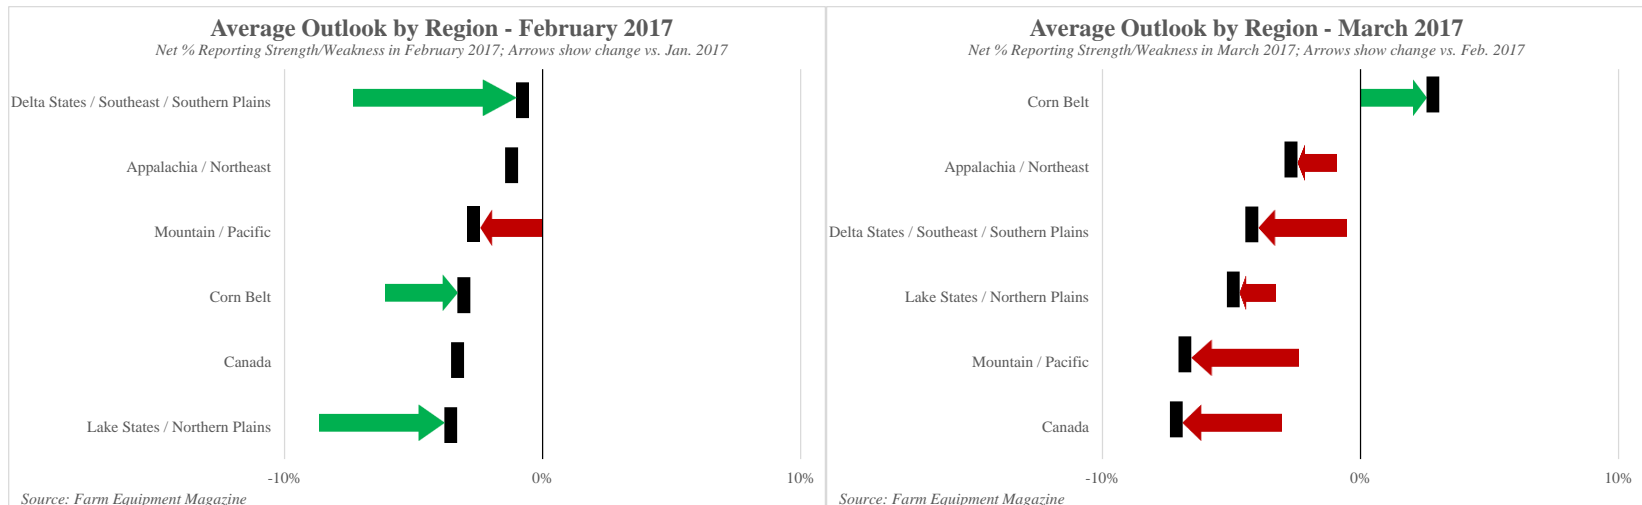 Average Outlook by Region - February 2017
Net % Reporting Strength/Weakness in February 2017; Arrows show change vs. Jan. 2017
Delta States / Southeast / Southern Plains
Appalachia / Northeast
Mountain / Pacific
Corn Belt
Canada
Lake States / Northern Plains
-10%
0%
10%
Source: Farm Equipment Magazine
Average Outlook by Region - March 2017
Net % Reporting Strength/Weakness in March 2017; Arrows show change vs. Feb. 2017
Corn Belt
Appalachia / Northeast
Delta States / Southeast / Southern Plains
Lake States / Northern Plains
Mountain / Pacific
Canada
-10%
0%
10%
Source: Farm Equipment Magazine